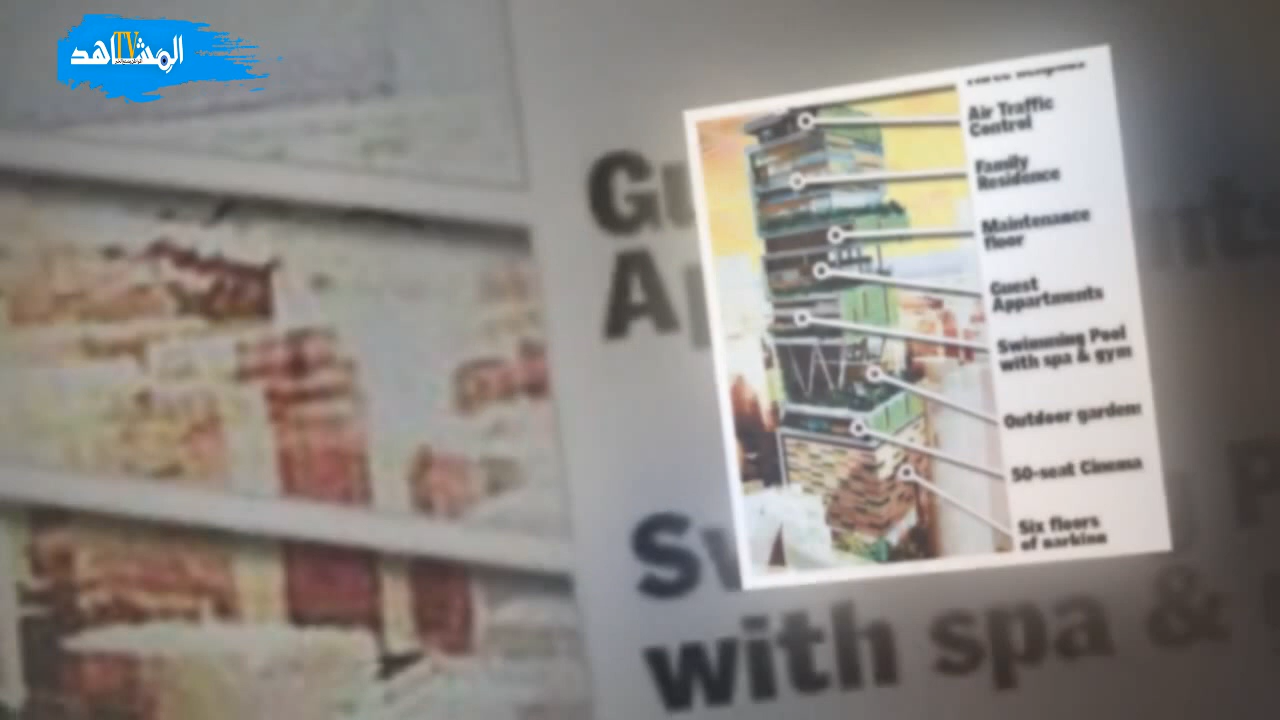 المشاهد
TV
Air Traffic
Control
Family
Residence
Maintenance
floor
Guest
Appartments
Swimming Pool
with spa & gym
Outdoor gardens
50-seat Cinema
Six floors
of parking
with spa &